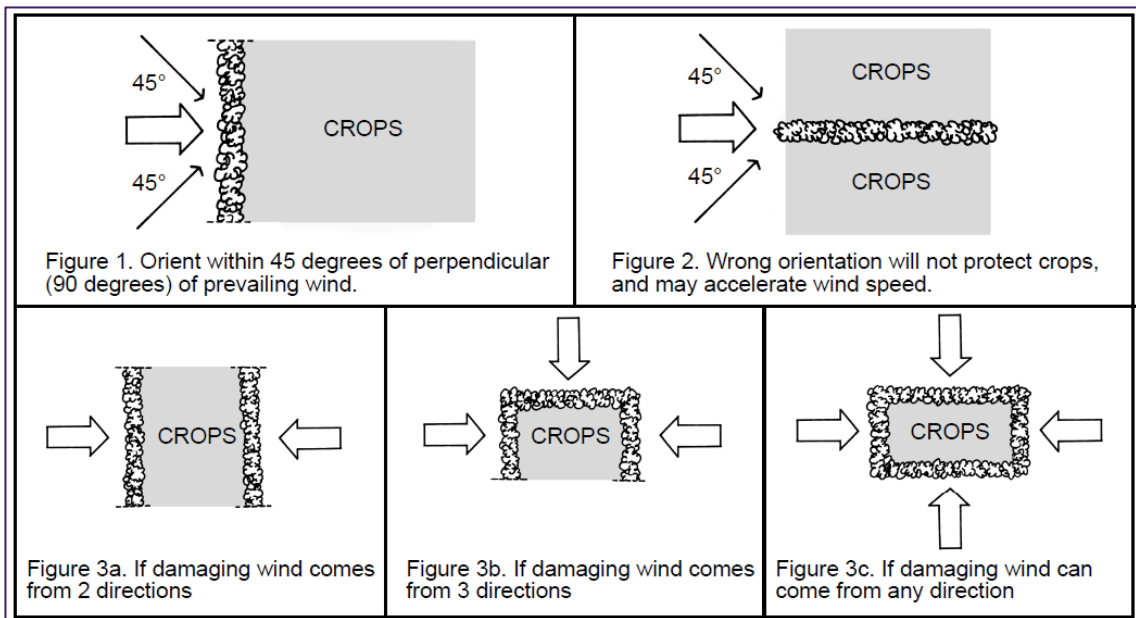 45°
CROPS
45°
Figure 1. Orient within 45 degrees of perpendicular
(90 degrees) of prevailing wind.
CROPS
45°
45°
CROPS
Figure 2. Wrong orientation will not protect crops,
and may accelerate wind speed.
CROPS
Figure 3a. If damaging wind comes
from 2 directions
CROPS
Figure 3b. If damaging wind comes
from 3 directions
CROPS
Figure 3c. If damaging wind can
come from any direction